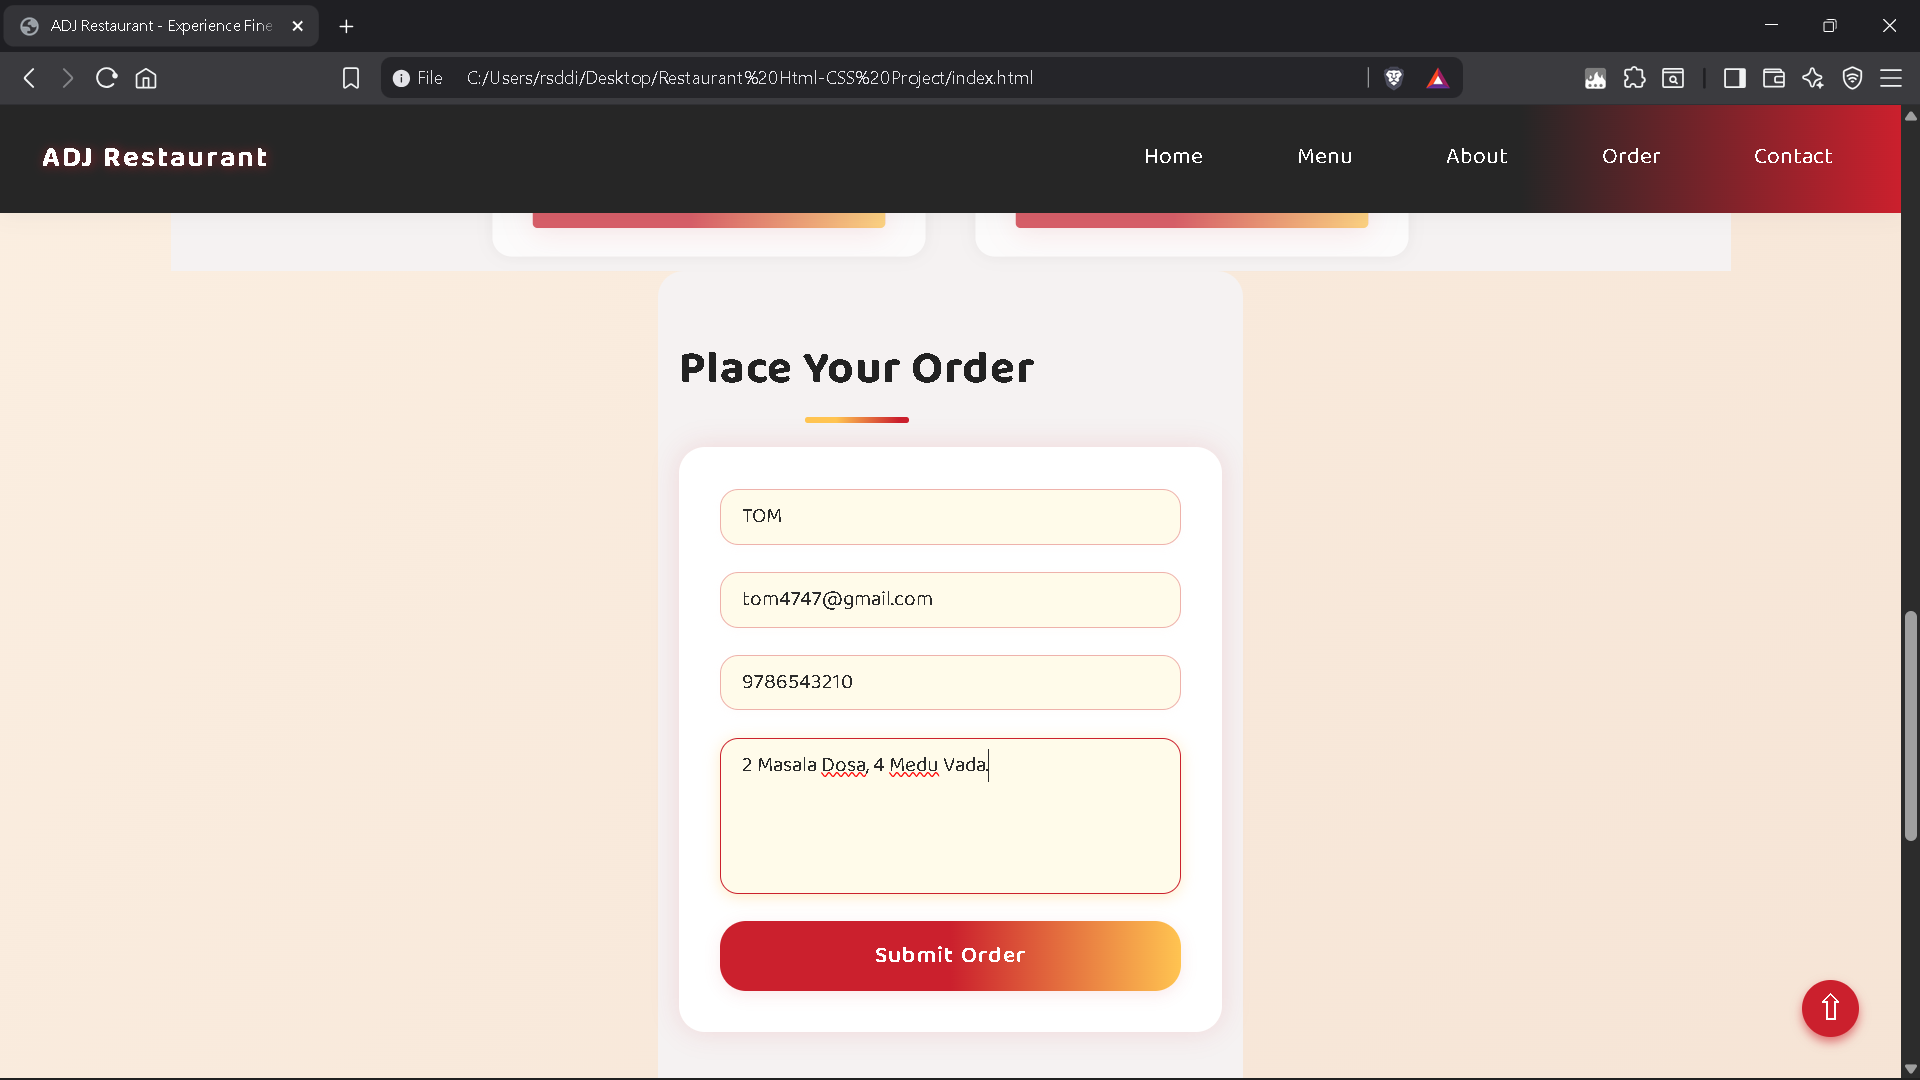 ADJ Restaurant - Experience Fine
File C:/Users/rsddi/Desktop/Restaurant%20Html-CSS%20Project/index.html
ADJ Restaurant Home Menu About Order Contact
Place Your Order
TOM
tom4747@gmail.com
9786543210
2 Masala Dosa, 4 Medu Vada.
Submit Order